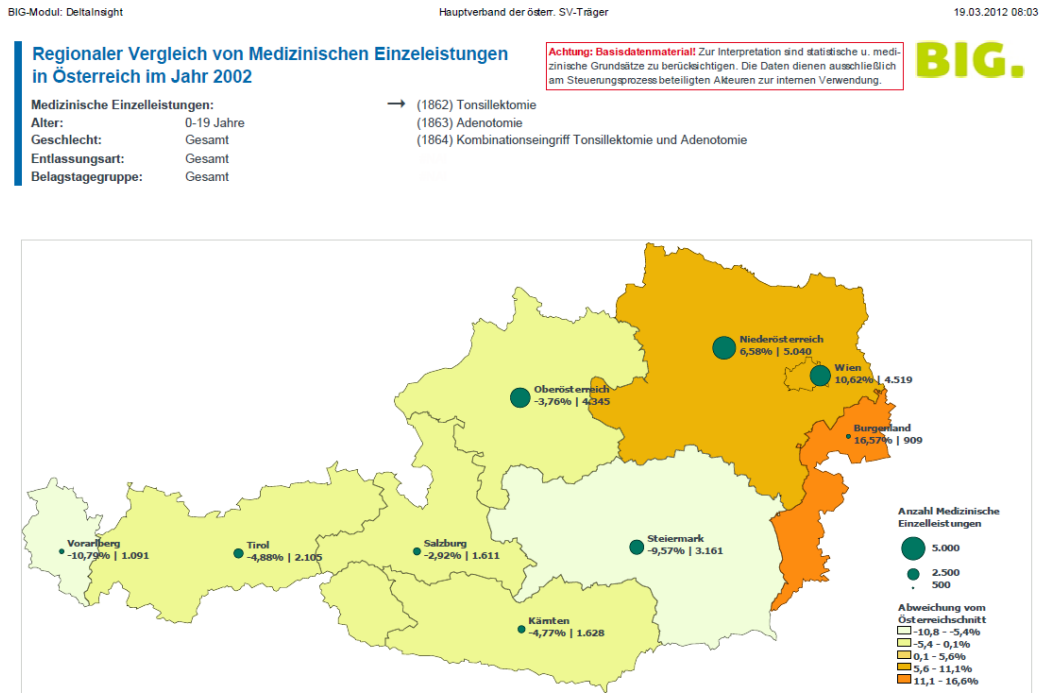 BIG-Modul: DeltaInsight
Hauptverband der österr. SV-Träger
19.03.2012 08:03
Regionaler Vergleich von Medizinischen Einzeleistungen
in Österreich im Jahr 2002
Achtung: Basisdatenmaterial! Zur Interpretation sind statistische u. medi-
zinische Grundsätze zu berücksichtigen. Die Daten dienen ausschließlich
am Steuerungsprozess beteiligten Akteuren zur internen Verwendung.
BIG.
Medizinische Einzelleistungen:
→ (1862) Tonsillektomie
Alter: 0-19 Jahre
(1863) Adenotomie
Geschlecht: Gesamt
(1864) Kombinationseingriff Tonsillektomie und Adenotomie
Entlassungsart: Gesamt
Belagstagegruppe: Gesamt
Niederösterreich
6,58% | 5.040
Wien
10,62% | 4.519
Oberösterreich
-3,76% | 4.345
Burgenland
16,57% | 909
Vorarlberg
-10,79% | 1.091
Tirol
-4,88% | 2.105
Salzburg
-2,92% | 1.611
Steiermark
-9,57% | 3.161
Kärnten
-4,77% | 1.628
Anzahl Medizinische
Einzelleistungen
5.000
2.500
500
Abweichung vom
Österreichschnitt
-10,8 - -5,4%
-5,4 - 0,1%
0,1 - 5,6%
5,6 - 11,1%
11,1 - 16,6%